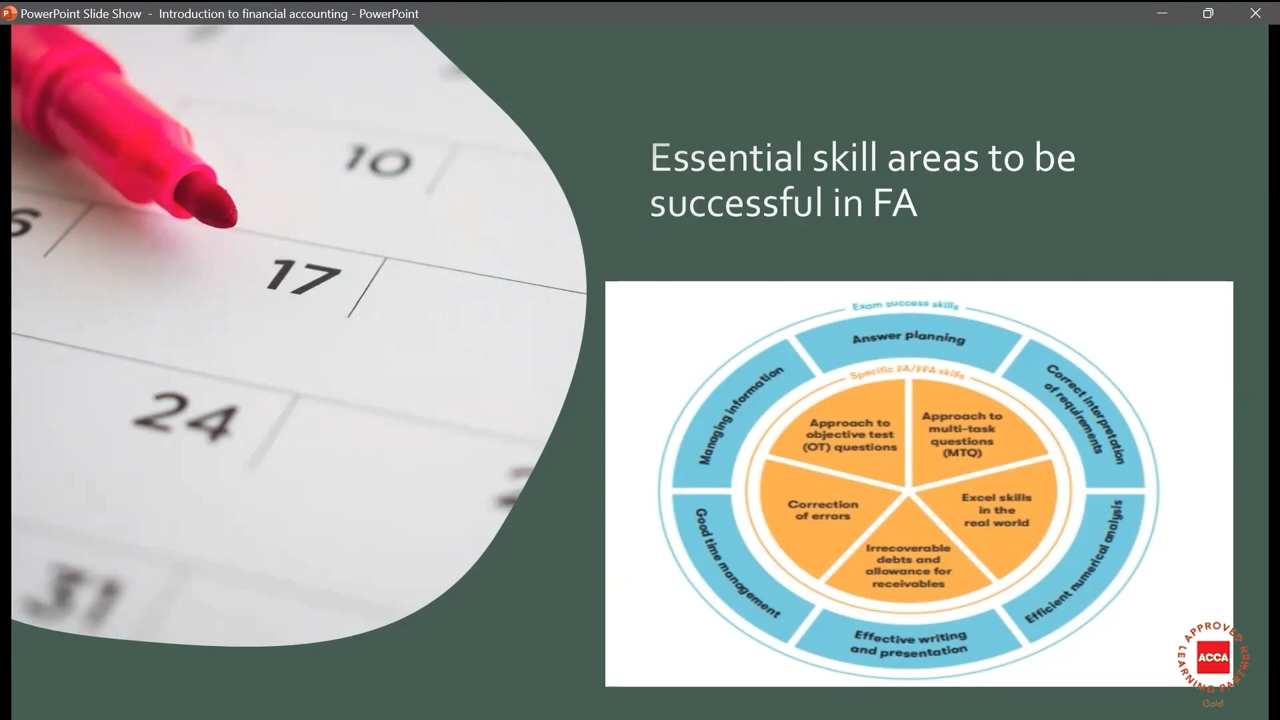 PowerPoint Slide Show - Introduction to financial accounting - PowerPoint
10
6
17
24
31
Essential skill areas to be
successful in FA
Exam success skills
Answer planning
Correct interpretation
of requirements
Efficient numerical analysis
Effective writing
and presentation
Good time management
Managing information
Specific FA/FFA skills
Approach to
objective test
(OT) questions
Approach to
multi-task
questions
(MTQ)
Excel skills
in the
real world
Irrecoverable
debts and
allowance for
receivables
Correction
of errors
APPROVED
LEARNING PARTNER
ACCA
Gold